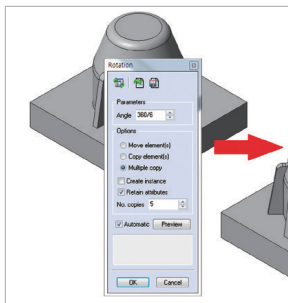 Rotation
Parameters
Angle 360/6
Options
Move element(s)
Copy element(s)
Multiple copy
Create instance
Retain attributes
No. copies 5
Automatic Preview
OK Cancel